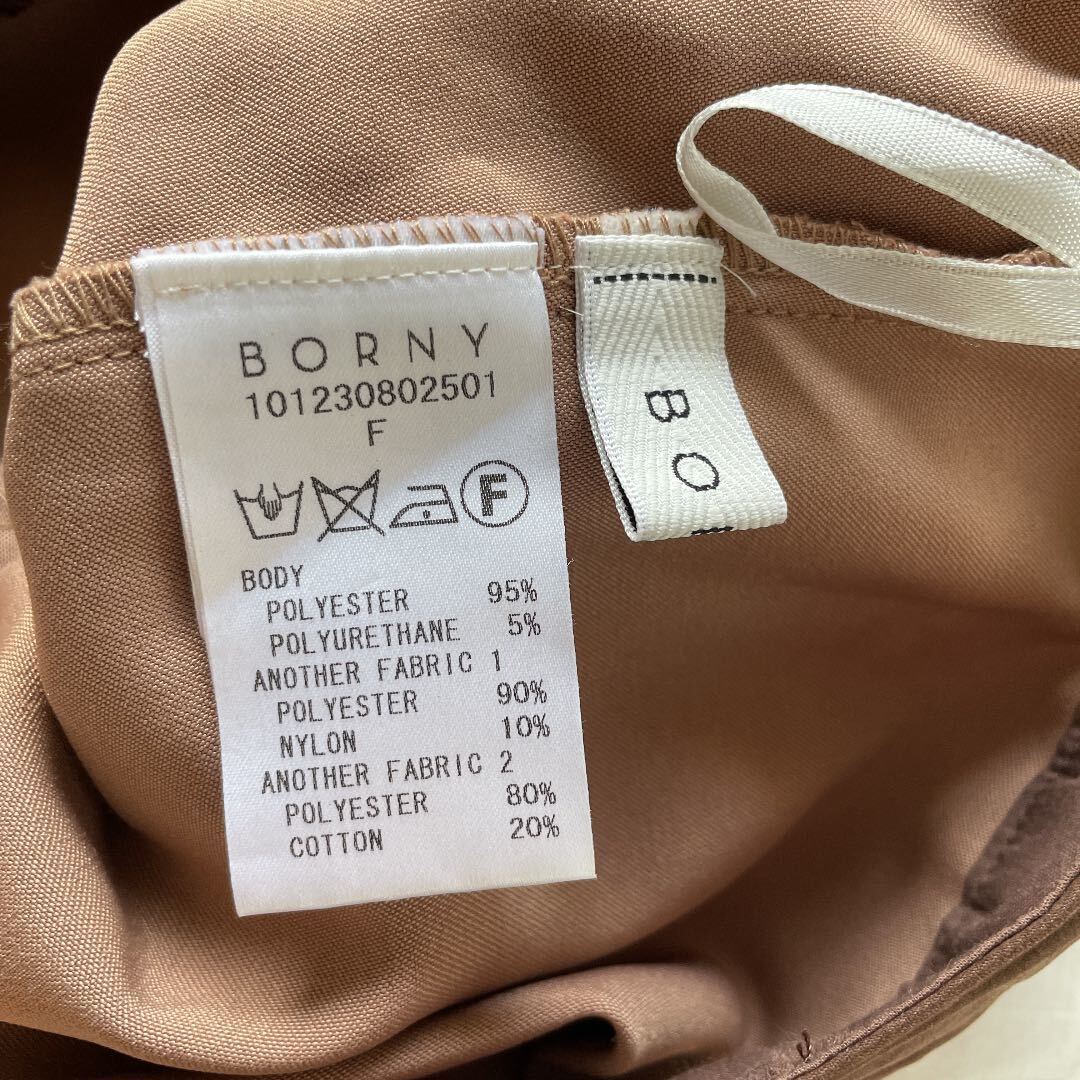 BORNY
101230802501
F
F
BODY
POLYESTER 95%
POLYURETHANE 5%
ANOTHER FABRIC 1
POLYESTER 90%
NYLON 10%
ANOTHER FABRIC 2
POLYESTER 80%
COTTON 20%
BO